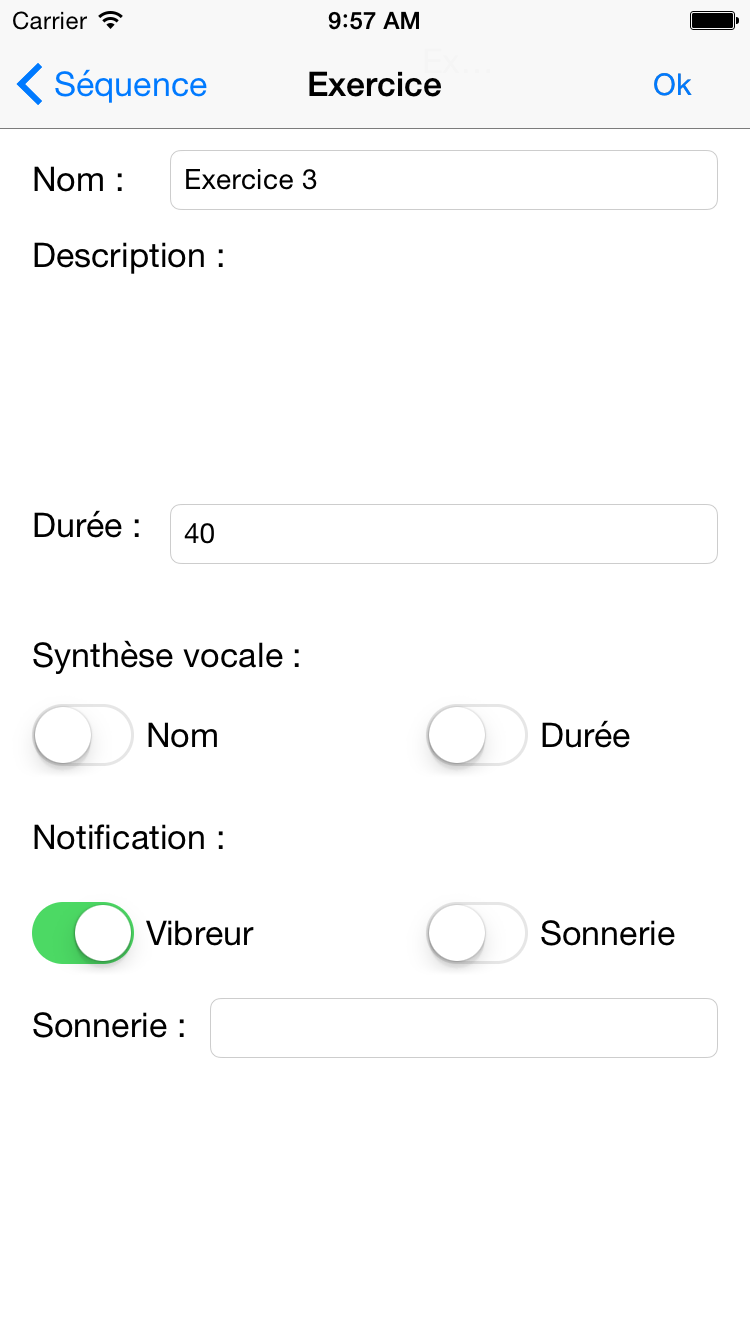 Carrier 9:57 AM
Séquence Exercice Ok
Nom : Exercice 3
Description :
Durée : 40
Synthèse vocale :
Nom Durée
Notification :
Vibreur Sonnerie
Sonnerie :